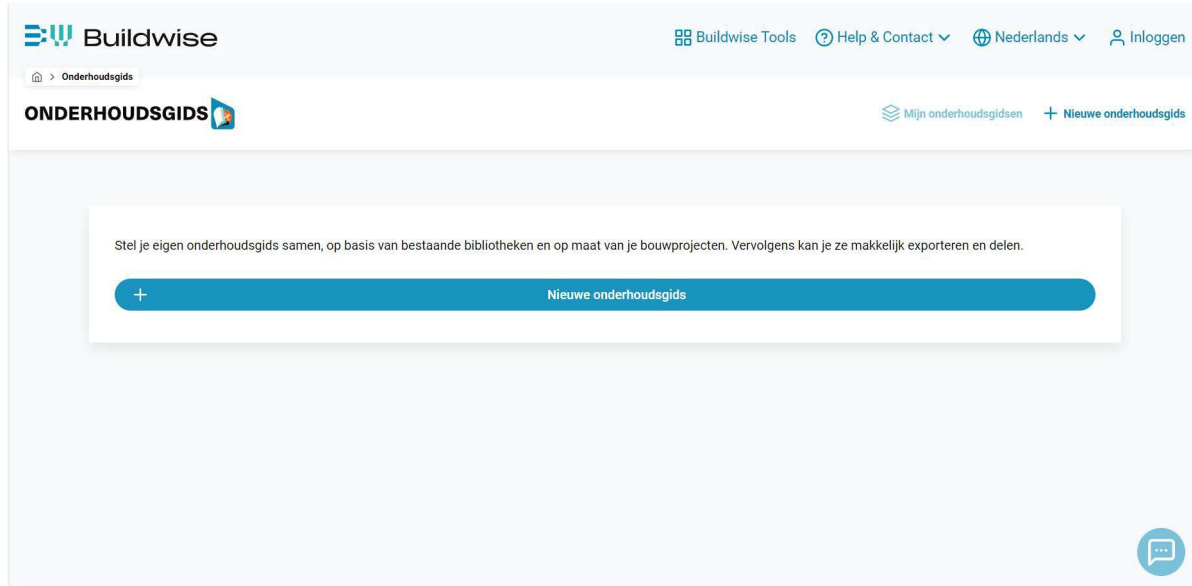 Buildwise
Buildwise Tools
Help & Contact
Nederlands
Inloggen
> Onderhoudsgids
ONDERHOUDSGIDS
Mijn onderhoudsgidsen
Nieuwe onderhoudsgids
Stel je eigen onderhoudsgids samen, op basis van bestaande bibliotheken en op maat van je bouwprojecten. Vervolgens kan je ze makkelijk exporteren en delen.
Nieuwe onderhoudsgids